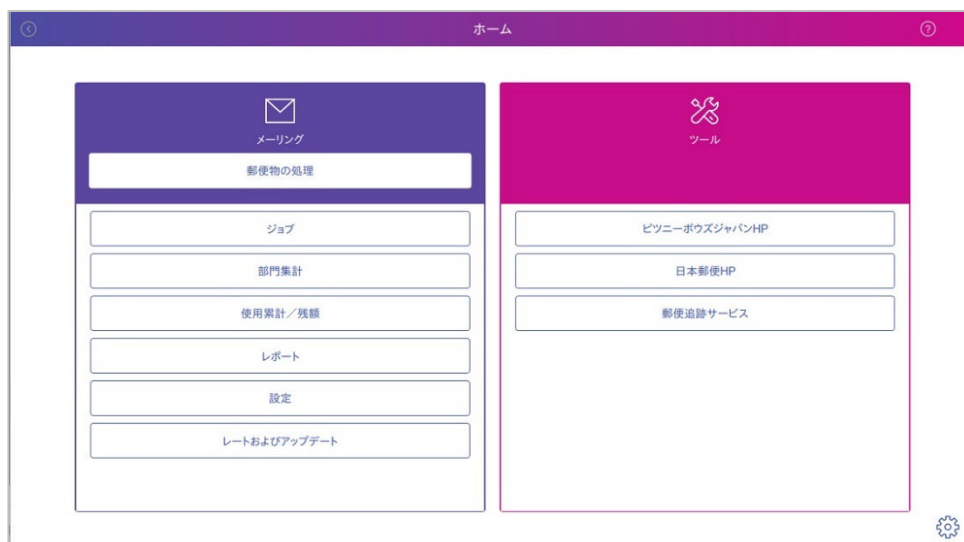 ホーム
メーリング
郵便物の処理
ジョブ
部門集計
使用累計／残額
レポート
設定
レートおよびアップデート
ツール
ピツニーボウズジャパンHP
日本郵便HP
郵便追跡サービス